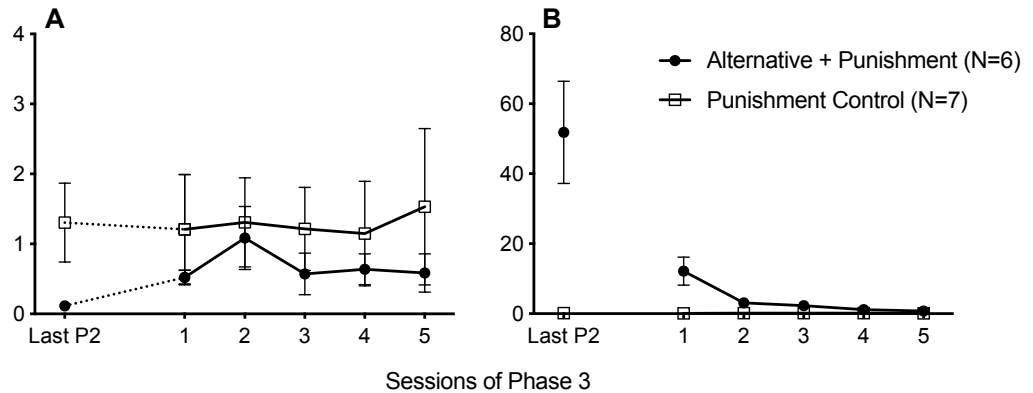 A
4
3
2
1
0
Last P2 1 2 3 4 5
B
80
60
40
20
0
Last P2 1 2 3 4 5
Alternative + Punishment (N=6)
Punishment Control (N=7)
Sessions of Phase 3